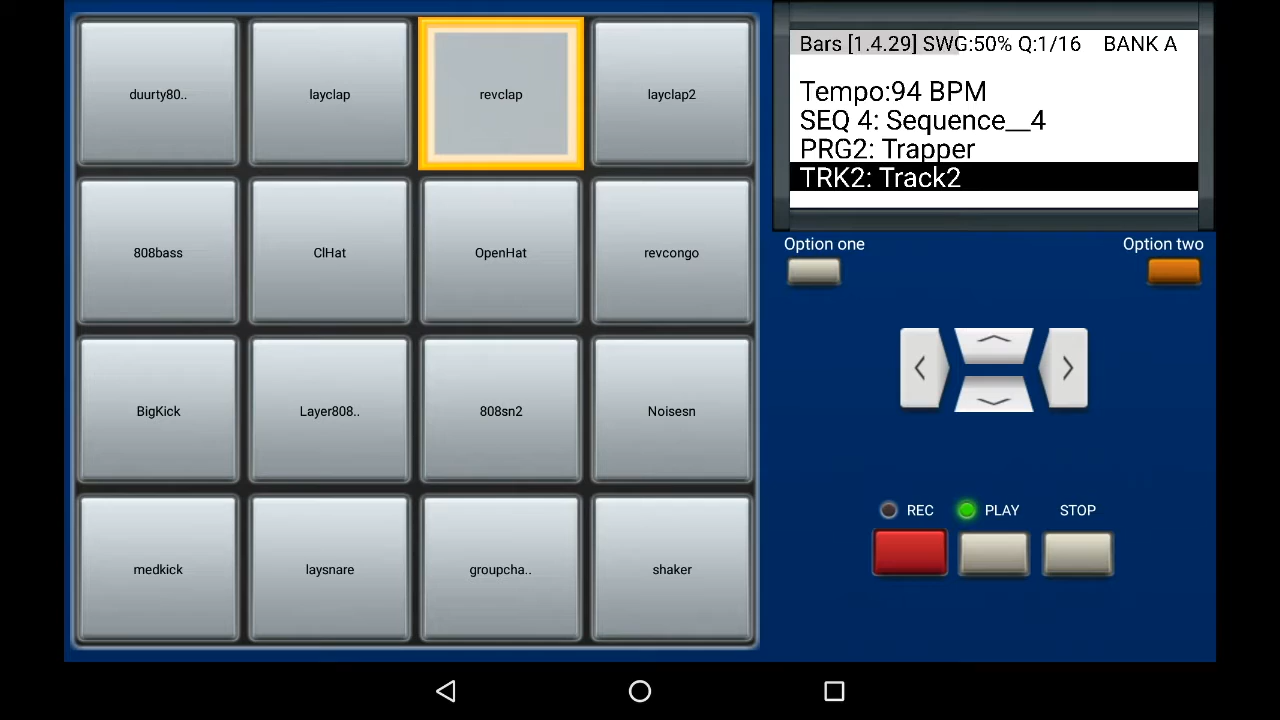 duurty80..
layclap
revclap
layclap2
808bass
ClHat
OpenHat
revcongo
BigKick
Layer808..
808sn2
Noisesn
medkick
laysnare
groupcha..
shaker
Bars [1.4.29] SWG:50% Q:1/16 BANK A
Tempo:94 BPM
SEQ 4: Sequence__4
PRG2: Trapper
TRK2: Track2
Option one
Option two
REC
PLAY
STOP